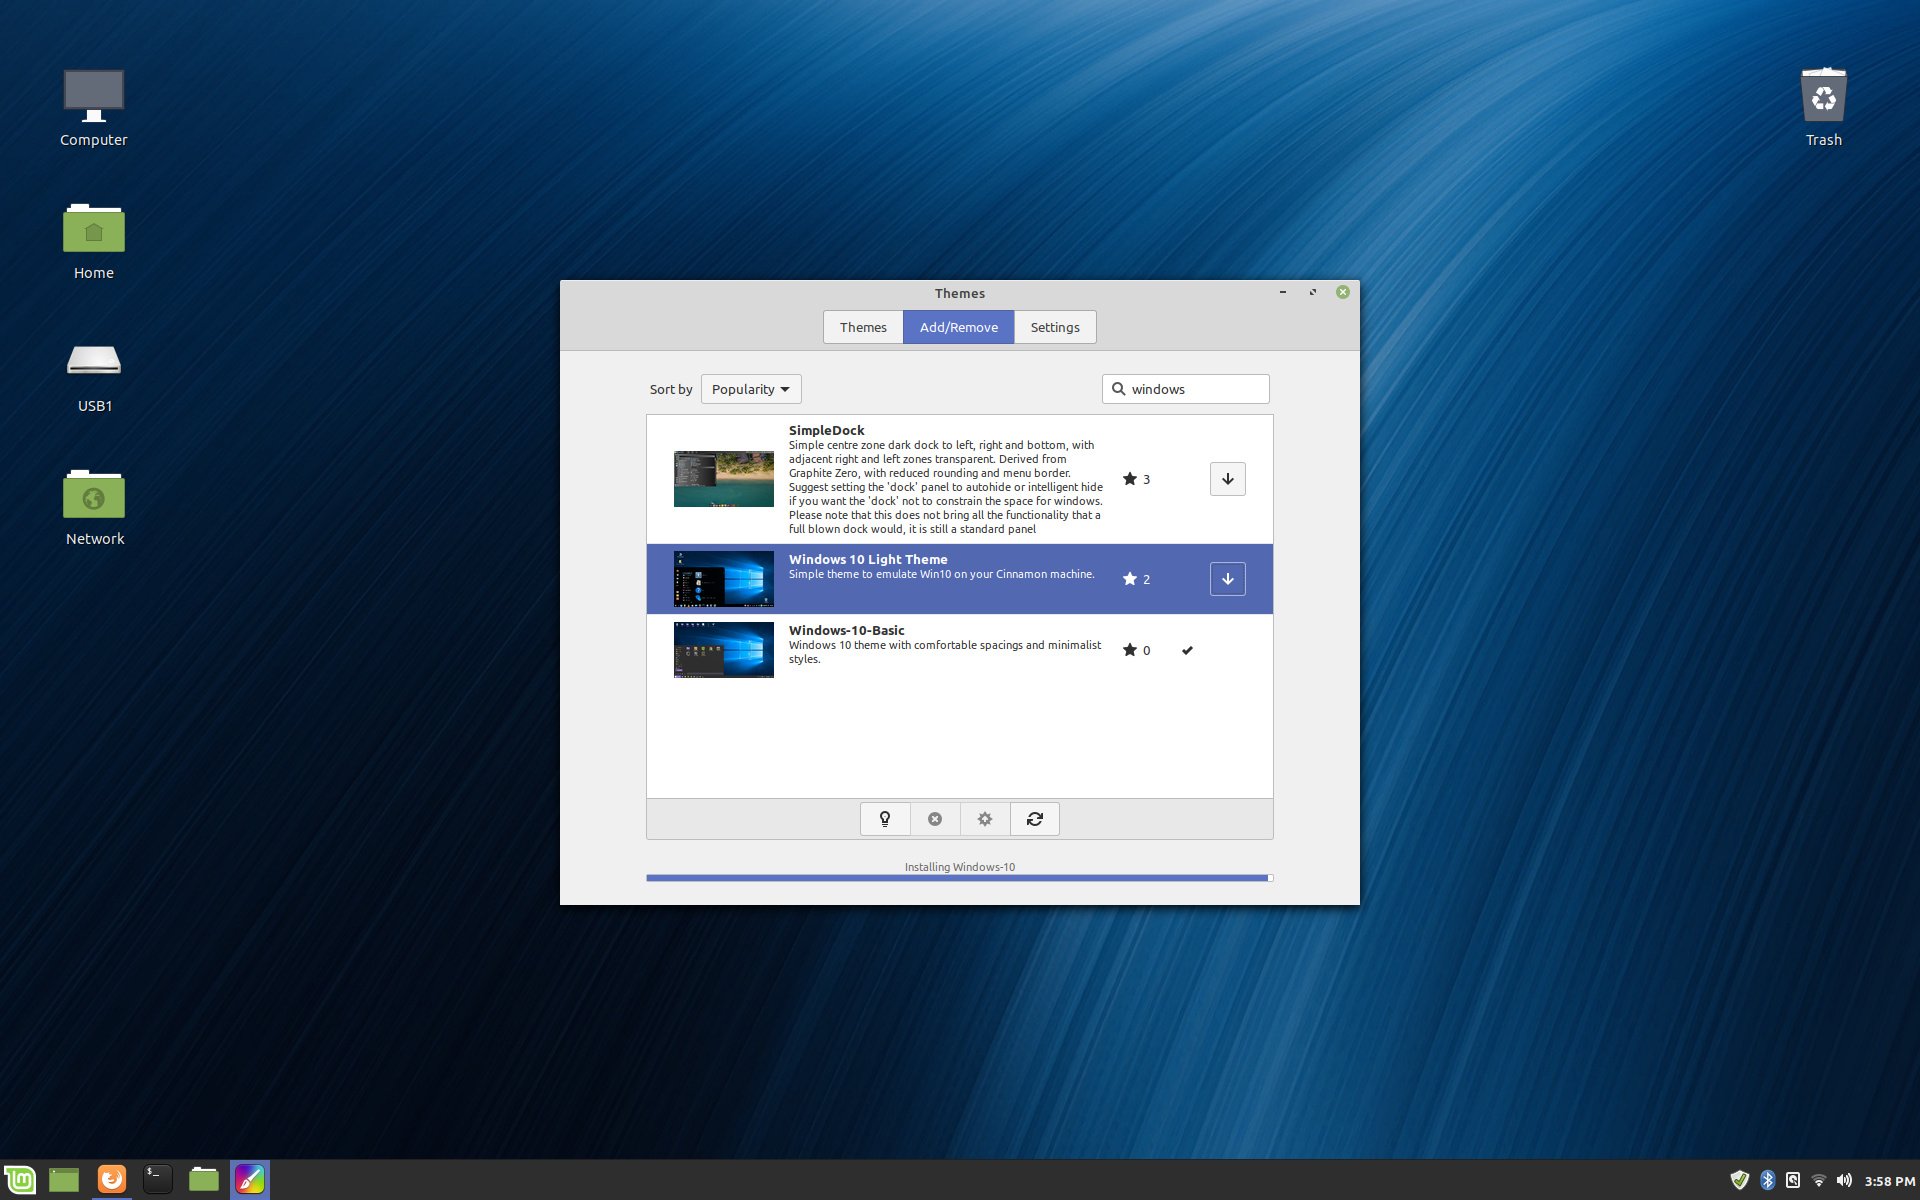 Computer
Trash
Home
USB1
Network
Themes
Themes
Add/Remove
Settings
Sort by
Popularity
windows
SimpleDock
Simple centre zone dark dock to left, right and bottom, with
adjacent right and left zones transparent. Derived from
Graphite Zero, with reduced rounding and menu border.
Suggest setting the 'dock' panel to autohide or intelligent hide
if you want the 'dock' not to constrain the space for windows.
Please note that this does not bring all the functionality that a
full blown dock would, it is still a standard panel
3
Windows 10 Light Theme
Simple theme to emulate Win10 on your Cinnamon machine.
2
Windows-10-Basic
Windows 10 theme with comfortable spacings and minimalist
styles.
0
Installing Windows-10
$_
3:58 PM